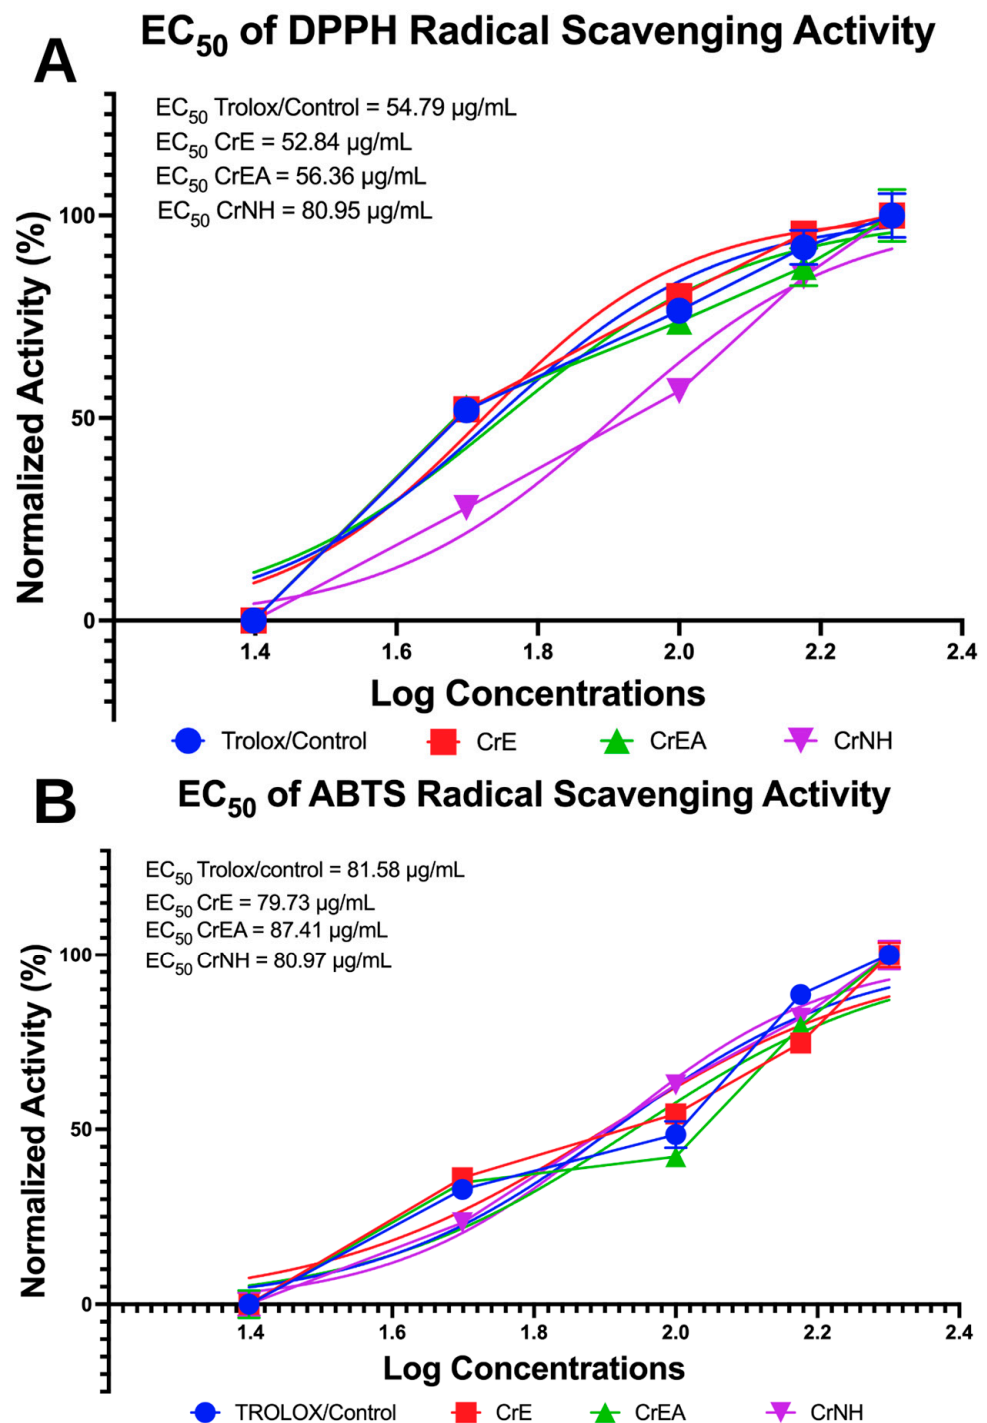 A
EC50 of DPPH Radical Scavenging Activity
EC50 Trolox/Control = 54.79 µg/mL
EC50 CrE = 52.84 µg/mL
EC50 CrEA = 56.36 µg/mL
EC50 CrNH = 80.95 µg/mL
Normalized Activity (%)
100
50
0
1.4 1.6 1.8 2.0 2.2 2.4
Log Concentrations
Trolox/Control CrE CrEA CrNH
B
EC50 of ABTS Radical Scavenging Activity
EC50 Trolox/control = 81.58 µg/mL
EC50 CrE = 79.73 µg/mL
EC50 CrEA = 87.41 µg/mL
EC50 CrNH = 80.97 µg/mL
Normalized Activity (%)
100
50
0
1.4 1.6 1.8 2.0 2.2 2.4
Log Concentrations
TROLOX/Control CrE CrEA CrNH